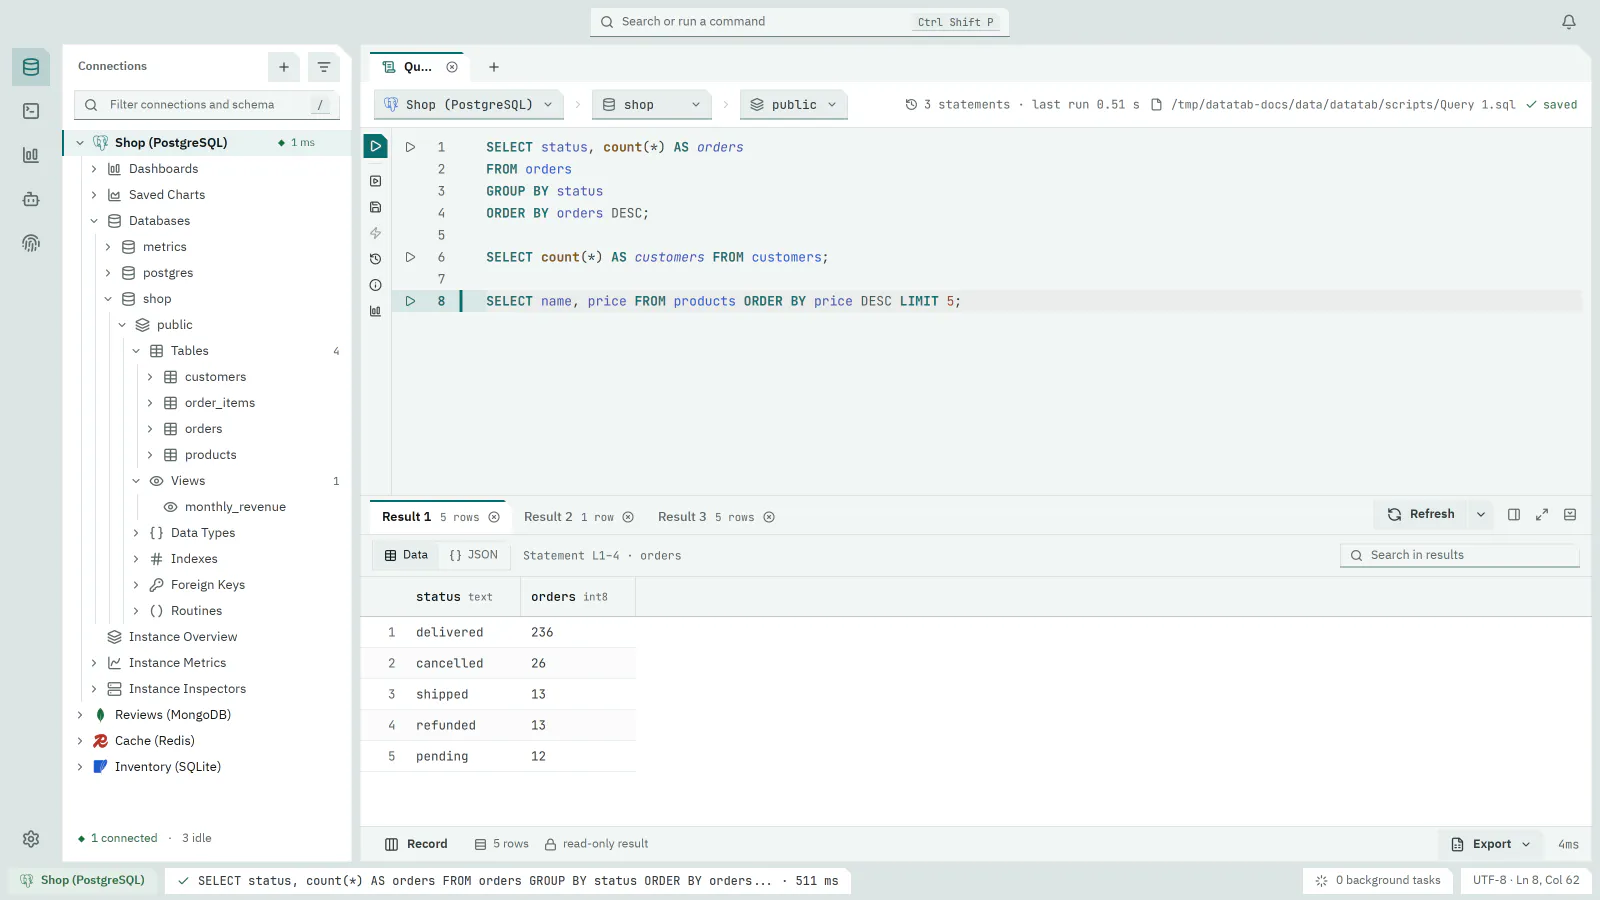 Search or run a command Ctrl Shift P
Connections
Filter connections and schema /
Shop (PostgreSQL) 1 ms
Dashboards
Saved Charts
Databases
metrics
postgres
shop
public
Tables 4
customers
order_items
orders
products
Views 1
monthly_revenue
{} Data Types
# Indexes
Foreign Keys
() Routines
Instance Overview
Instance Metrics
Instance Inspectors
Reviews (MongoDB)
Cache (Redis)
Inventory (SQLite)
1 connected · 3 idle
Qu...
Shop (PostgreSQL) shop public 3 statements · last run 0.51 s /tmp/datatab-docs/data/datatab/scripts/Query 1.sql saved
1 SELECT status, count(*) AS orders
2 FROM orders
3 GROUP BY status
4 ORDER BY orders DESC;
5
6 SELECT count(*) AS customers FROM customers;
7
8 SELECT name, price FROM products ORDER BY price DESC LIMIT 5;
Result 1 5 rows Result 2 1 row Result 3 5 rows Refresh
Data {} JSON Statement L1-4 · orders Search in results
status text orders int8
1 delivered 236
2 cancelled 26
3 shipped 13
4 refunded 13
5 pending 12
Record 5 rows read-only result Export 4ms
Shop (PostgreSQL) SELECT status, count(*) AS orders FROM orders GROUP BY status ORDER BY orders... · 511 ms 0 background tasks UTF-8 · Ln 8, Col 62